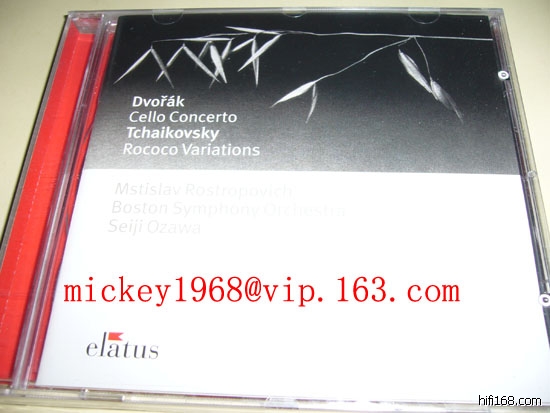 Dvořák
Cello Concerto
Tchaikovsky
Rococo Variations
Mstislav Rostropovich
Boston Symphony Orchestra
Seiji Ozawa
mickey1968@vip.163.com
elatus
hifi168.com